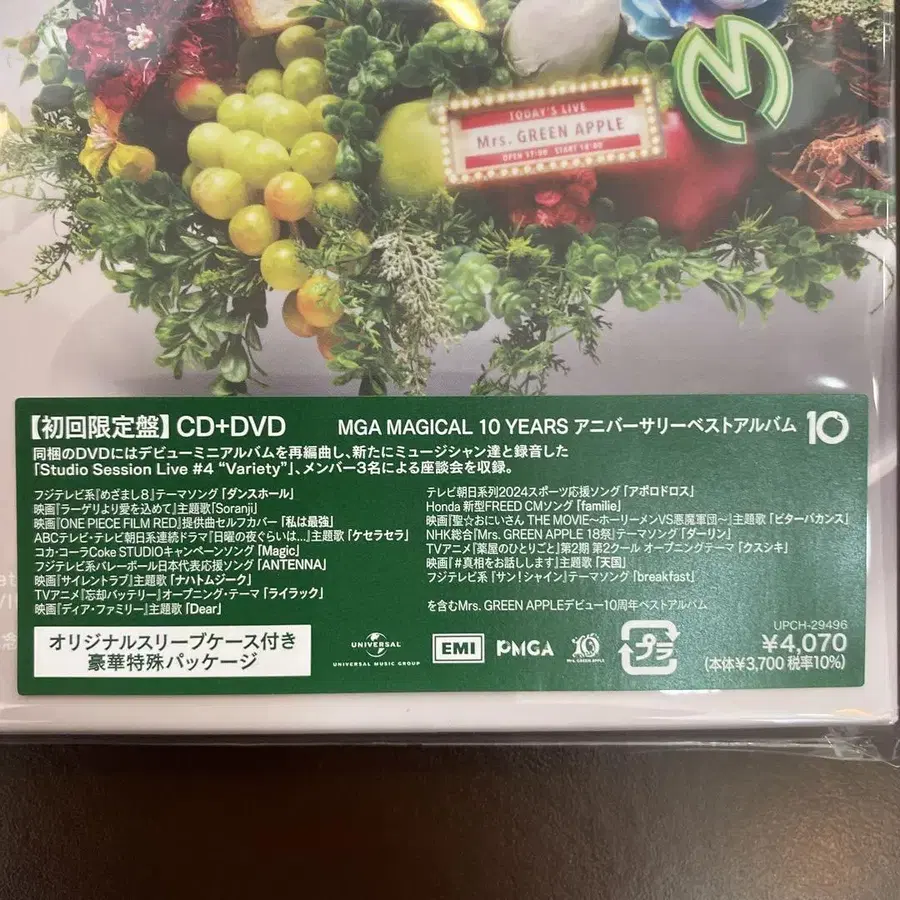 TODAY'S LIVE
Mrs. GREEN APPLE
OPEN 17:00 START 18:00
【初回限定盤】CD+DVD
MGA MAGICAL 10 YEARS アニバーサリーベストアルバム 10
同梱のDVDにはデビューミニアルバムを再編曲し、新たにミュージシャン達と録音した
「Studio Session Live #4 “Variety”」、メンバー3名による座談会を収録。
フジテレビ系『めざまし8』テーマソング「ダンスホール」
映画『ラーゲリより愛を込めて』主題歌「Soranji」
映画『ONE PIECE FILM RED』提供曲セルフカバー「私は最強」
ABCテレビ・テレビ朝日系連続ドラマ『日曜の夜ぐらいは...』主題歌「ケセラセラ」
コカ・コーラCoke STUDIOキャンペーンソング「Magic」
フジテレビ系バレーボール日本代表応援ソング「ANTENNA」
映画『サイレントラブ』主題歌「ナハトムジーク」
TVアニメ『忘却バッテリー』オープニング・テーマ「ライラック」
映画『ディア・ファミリー』主題歌「Dear」
テレビ朝日系列2024スポーツ応援ソング「アポロドロス」
Honda 新型FREED CMソング「familie」
映画『聖☆おにいさん THE MOVIE〜ホーリーメンVS悪魔軍団〜』主題歌「ビターバカンス」
NHK総合『Mrs. GREEN APPLE 18祭』テーマソング「ダーリン」
TVアニメ『薬屋のひとりごと』第2期 第2クール オープニングテーマ「クスシキ」
映画『#真相をお話しします』主題歌「天国」
フジテレビ系『サン!シャイン』テーマソング「breakfast」
を含むMrs. GREEN APPLEデビュー10周年ベストアルバム
オリジナルスリーブケース付き
豪華特殊パッケージ
UNIVERSAL
UNIVERSAL MUSIC GROUP
EMI
PMGA
MRS. GREEN APPLE
プラ
UPCH-29496
¥4,070
(本体¥3,700 税率10%)